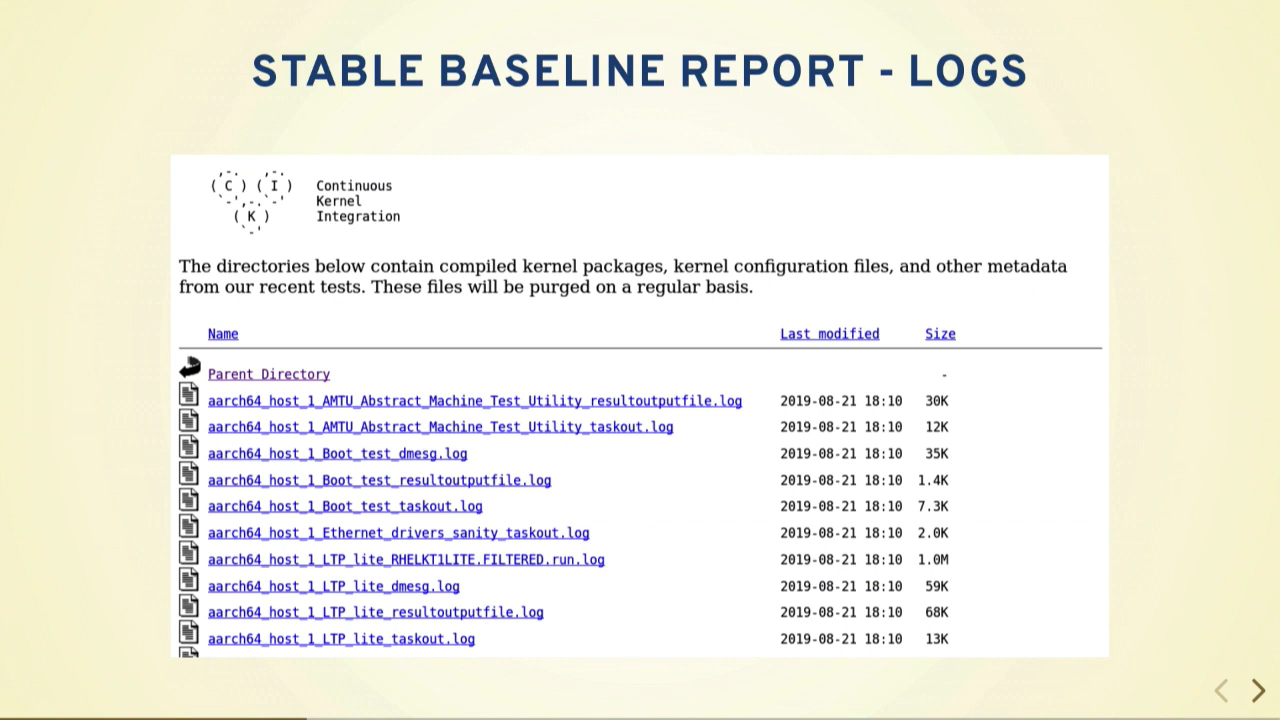 STABLE BASELINE REPORT - LOGS
( C ) ( I ) Continuous
Kernel
( K ) Integration
The directories below contain compiled kernel packages, kernel configuration files, and other metadata
from our recent tests. These files will be purged on a regular basis.
Name Last modified Size
Parent Directory -
aarch64_host_1_AMTU_Abstract_Machine_Test_Utility_resultoutputfile.log 2019-08-21 18:10 30K
aarch64_host_1_AMTU_Abstract_Machine_Test_Utility_taskout.log 2019-08-21 18:10 12K
aarch64_host_1_Boot_test_dmesg.log 2019-08-21 18:10 35K
aarch64_host_1_Boot_test_resultoutputfile.log 2019-08-21 18:10 1.4K
aarch64_host_1_Boot_test_taskout.log 2019-08-21 18:10 7.3K
aarch64_host_1_Ethernet_drivers_sanity_taskout.log 2019-08-21 18:10 2.0K
aarch64_host_1_LTP_lite_RHELKT1LITE.FILTERED.run.log 2019-08-21 18:10 1.0M
aarch64_host_1_LTP_lite_dmesg.log 2019-08-21 18:10 59K
aarch64_host_1_LTP_lite_resultoutputfile.log 2019-08-21 18:10 68K
aarch64_host_1_LTP_lite_taskout.log 2019-08-21 18:10 13K